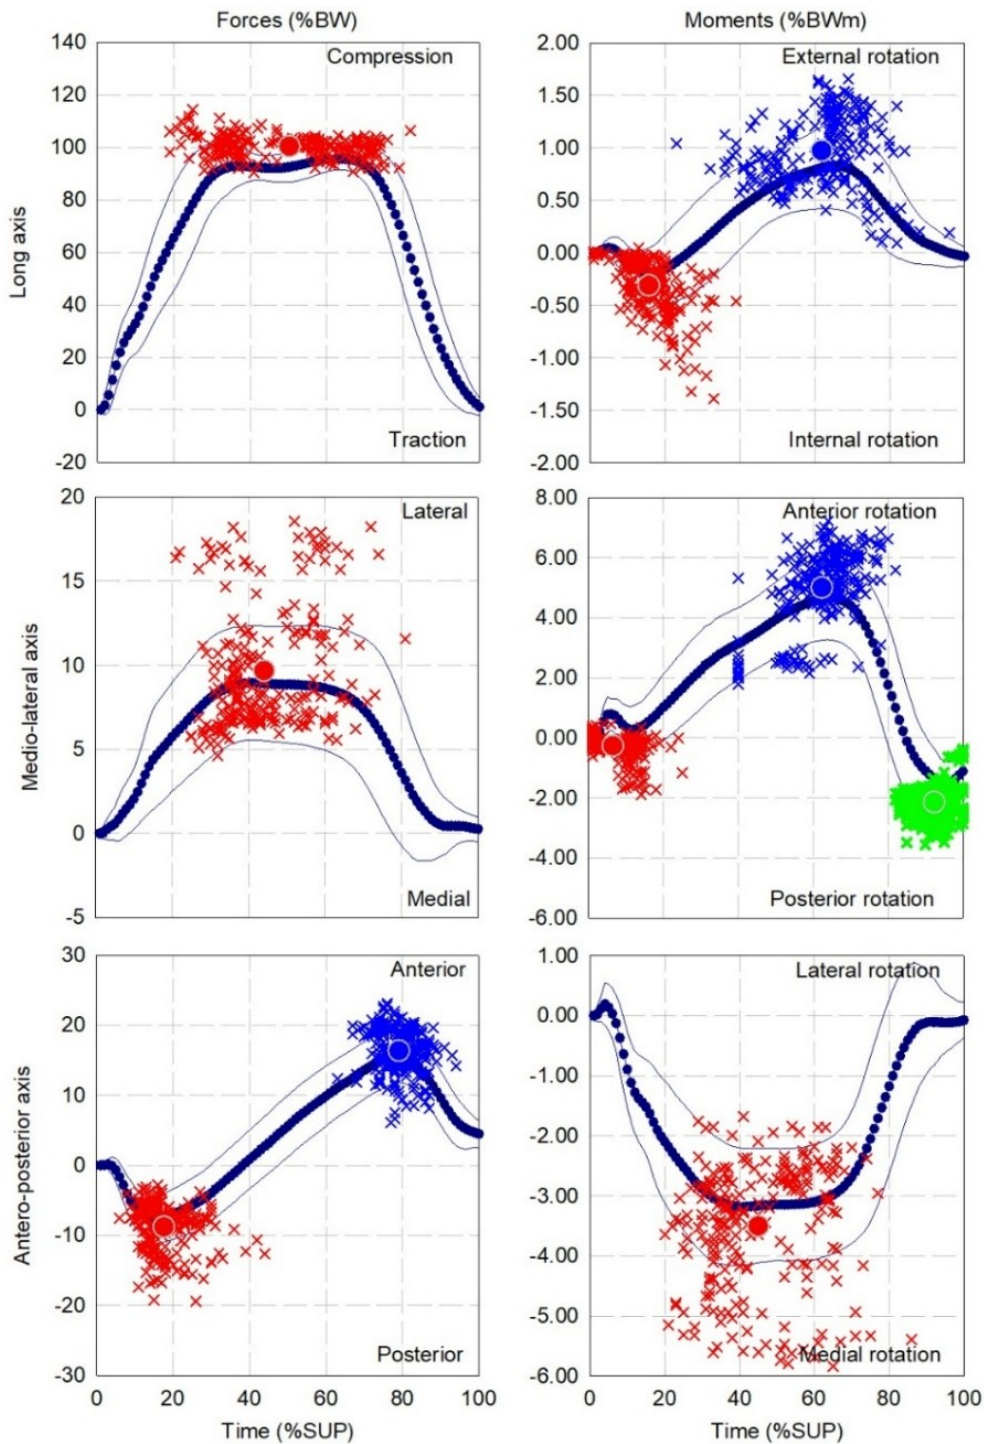 Forces (%BW)
Moments (%BWm)
Long axis
140
120
100
80
60
40
20
0
-20
Compression
Traction
2.00
1.50
1.00
0.50
0.00
-0.50
-1.00
-1.50
-2.00
External rotation
Internal rotation
Medio-lateral axis
20
15
10
5
0
-5
Lateral
Medial
8.00
6.00
4.00
2.00
0.00
-2.00
-4.00
-6.00
Anterior rotation
Posterior rotation
Antero-posterior axis
30
20
10
0
-10
-20
-30
Anterior
Posterior
0 20 40 60 80 100
Time (%SUP)
1.00
0.00
-1.00
-2.00
-3.00
-4.00
-5.00
-6.00
Lateral rotation
Medial rotation
0 20 40 60 80 100
Time (%SUP)